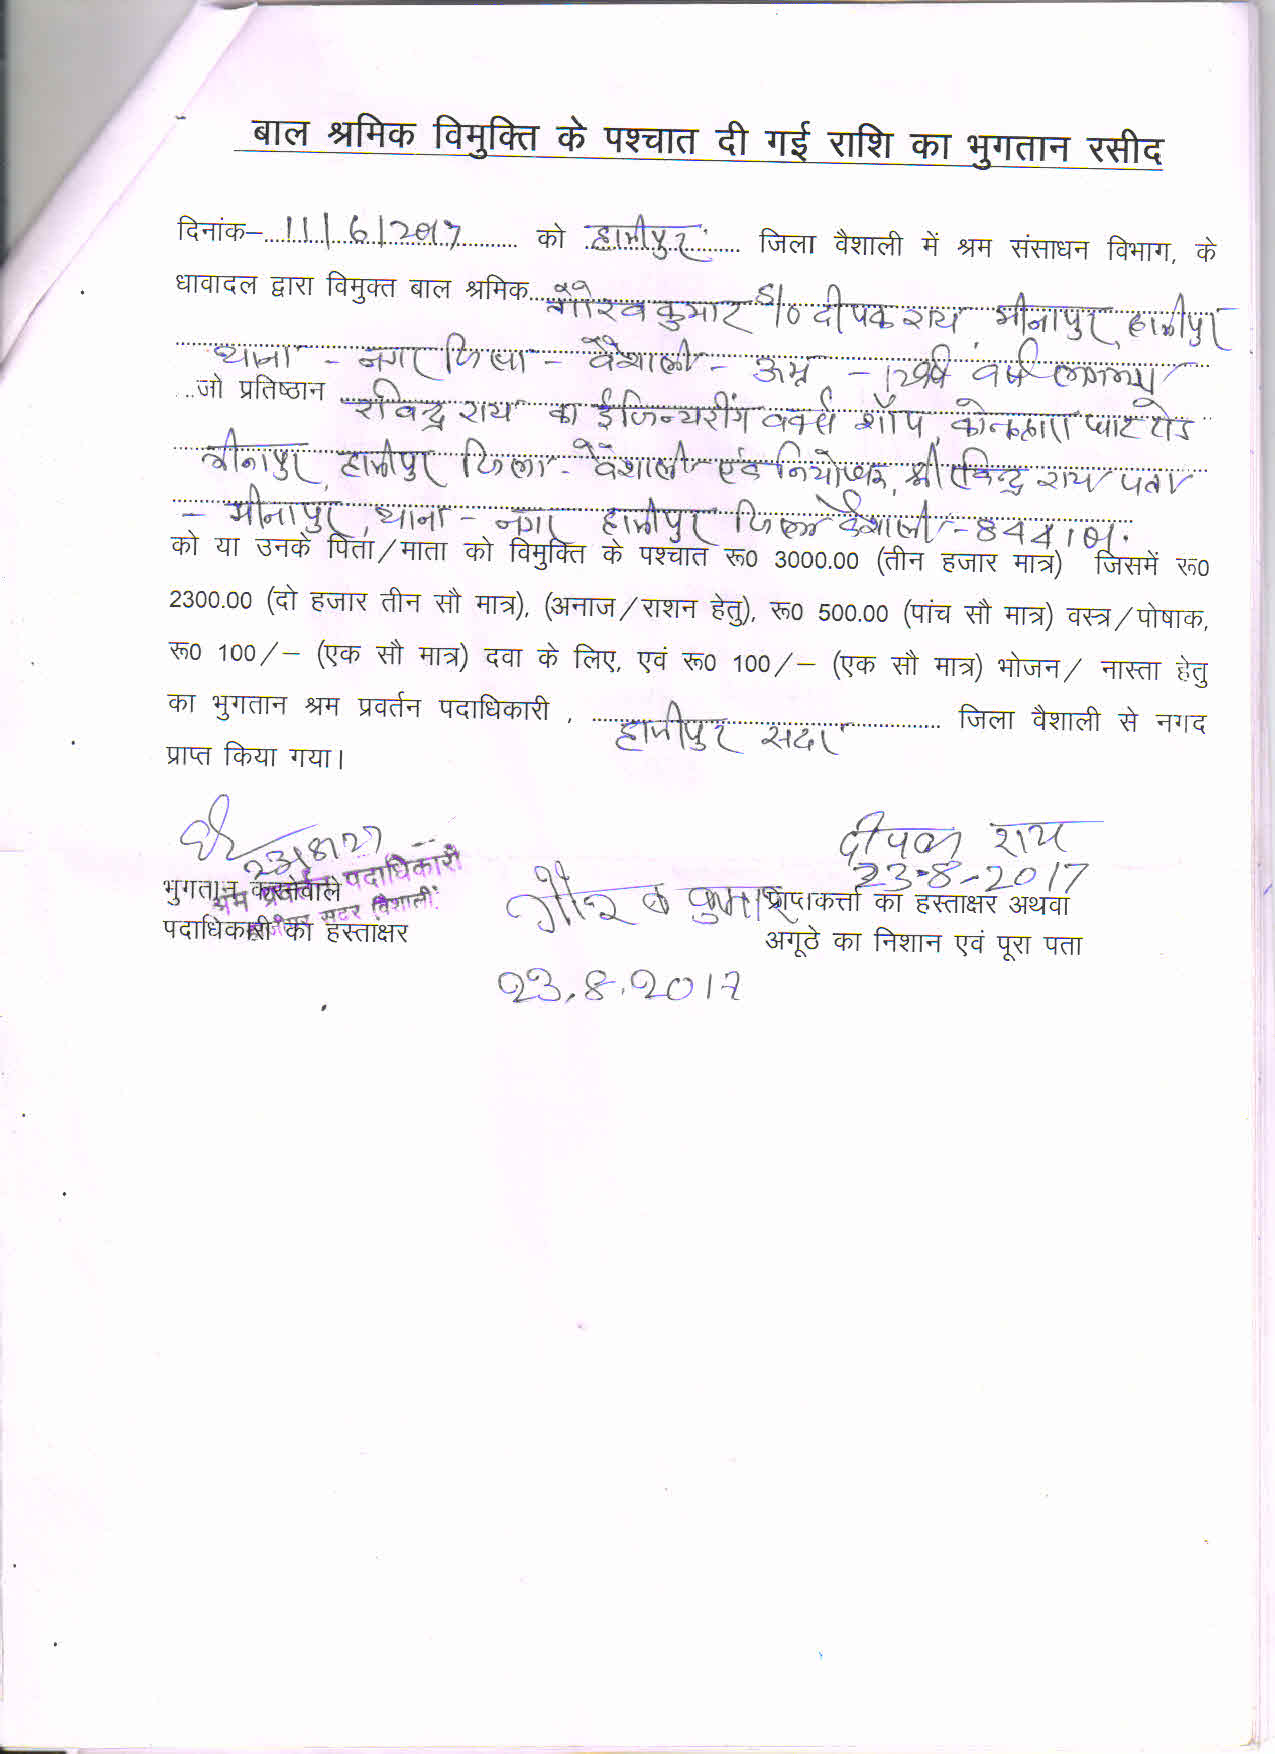 बाल श्रमिक विमुक्ति के पश्चात दी गई राशि का भुगतान रसीद
दिनांक–...11/6/2017... को ...हाजीपुर... जिला वैशाली में श्रम संसाधन विभाग, के
धावादल द्वारा विमुक्त बाल श्रमिक...गौरव कुमार S/o दीपक राय, मीनापुर, हाजीपुर
थाना - नगर जिला - वैशाली - उम्र - 12 वर्ष लगभग
...जो प्रतिष्ठान रविन्द्र राय का ईंजिन्यरींग वर्क्स शॉप, कोनहारा घाट रोड
मीनापुर, हाजीपुर जिला - वैशाली एवं नियोजक, श्री रविन्द्र राय पता
- मीनापुर, थाना - नगर हाजीपुर जिला वैशाली - 844101.
को या उनके पिता/माता को विमुक्ति के पश्चात रू0 3000.00 (तीन हजार मात्र) जिसमें रू0
2300.00 (दो हजार तीन सौ मात्र), (अनाज/राशन हेतु), रू0 500.00 (पांच सौ मात्र) वस्त्र/पोषाक,
रू0 100/– (एक सौ मात्र) दवा के लिए, एवं रू0 100/– (एक सौ मात्र) भोजन/ नास्ता हेतु
का भुगतान श्रम प्रवर्तन पदाधिकारी , ...हाजीपुर सदर... जिला वैशाली से नगद
प्राप्त किया गया।
दीपक राय
23-8-2017
श्रम प्रवर्तन पदाधिकारी
हाजीपुर सदर वैशाली
भुगतान करनेवाले
पदाधिकारी का हस्ताक्षर
गौरव कुमार
23.8.2017
प्राप्तकर्त्ता का हस्ताक्षर अथवा
अगूठे का निशान एवं पूरा पता